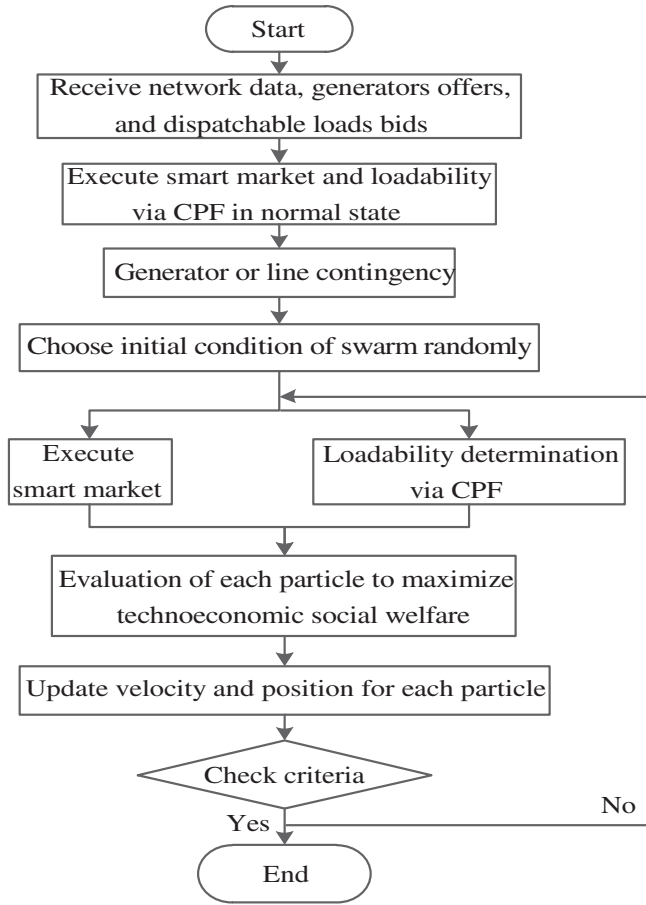 Start
Receive network data, generators offers,
and dispatchable loads bids
Execute smart market and loadability
via CPF in normal state
Generator or line contingency
Choose initial condition of swarm randomly
Execute
smart market
Loadability determination
via CPF
Evaluation of each particle to maximize
technoeconomic social welfare
Update velocity and position for each particle
Check criteria
No
Yes
End